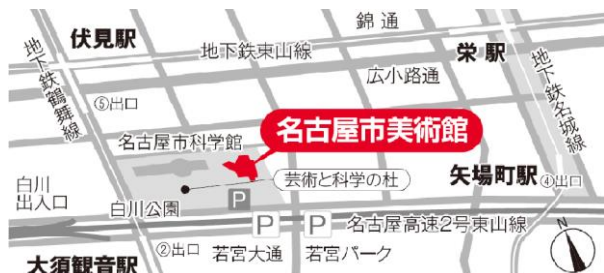 錦通
伏見駅
地下鉄東山線
栄駅
広小路通
地下鉄鶴舞線
地下鉄名城線
⑤出口
名古屋市科学館
名古屋市美術館
芸術と科学の杜
矢場町駅
④出口
白川
出入口
白川公園
P
P
P
名古屋高速2号東山線
②出口
若宮大通
若宮パーク
大須観音駅
N